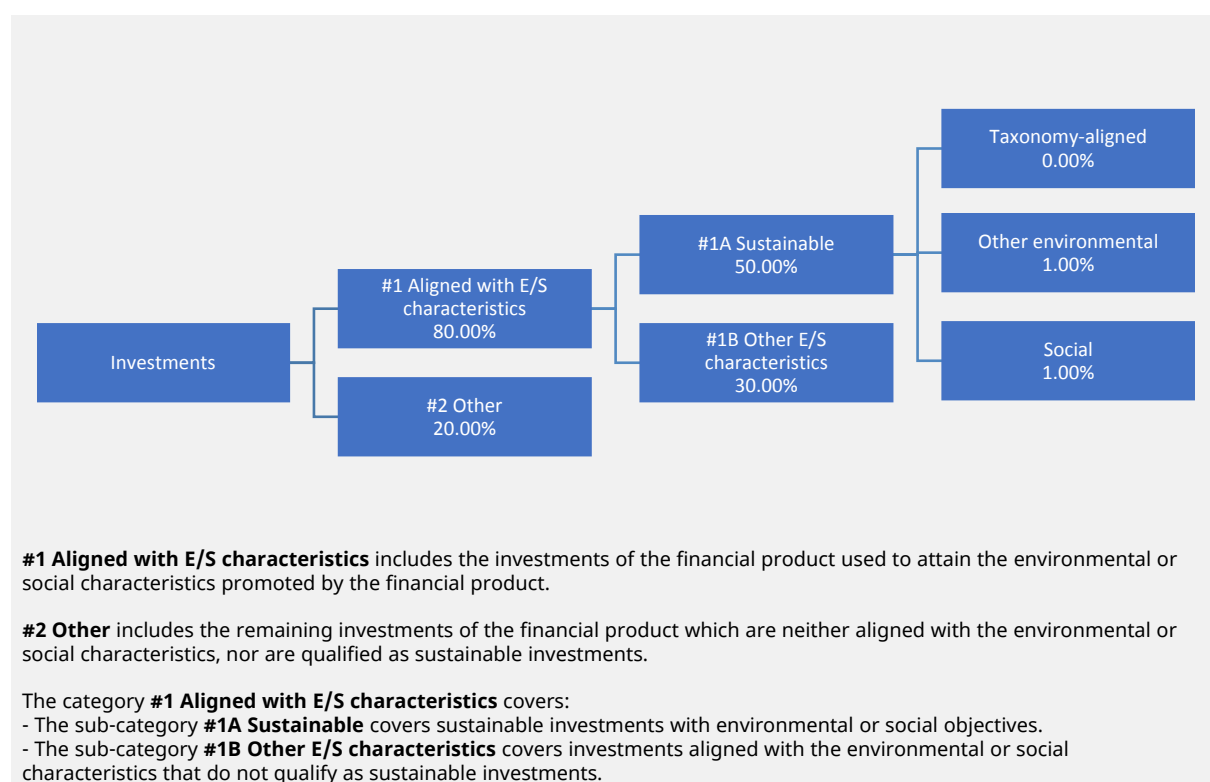 Investments
#1 Aligned with E/S
characteristics
80.00%
#2 Other
20.00%
#1A Sustainable
50.00%
#1B Other E/S
characteristics
30.00%
Taxonomy-aligned
0.00%
Other environmental
1.00%
Social
1.00%
#1 Aligned with E/S characteristics includes the investments of the financial product used to attain the environmental or
social characteristics promoted by the financial product.
#2 Other includes the remaining investments of the financial product which are neither aligned with the environmental or
social characteristics, nor are qualified as sustainable investments.
The category #1 Aligned with E/S characteristics covers:
- The sub-category #1A Sustainable covers sustainable investments with environmental or social objectives.
- The sub-category #1B Other E/S characteristics covers investments aligned with the environmental or social
characteristics that do not qualify as sustainable investments.